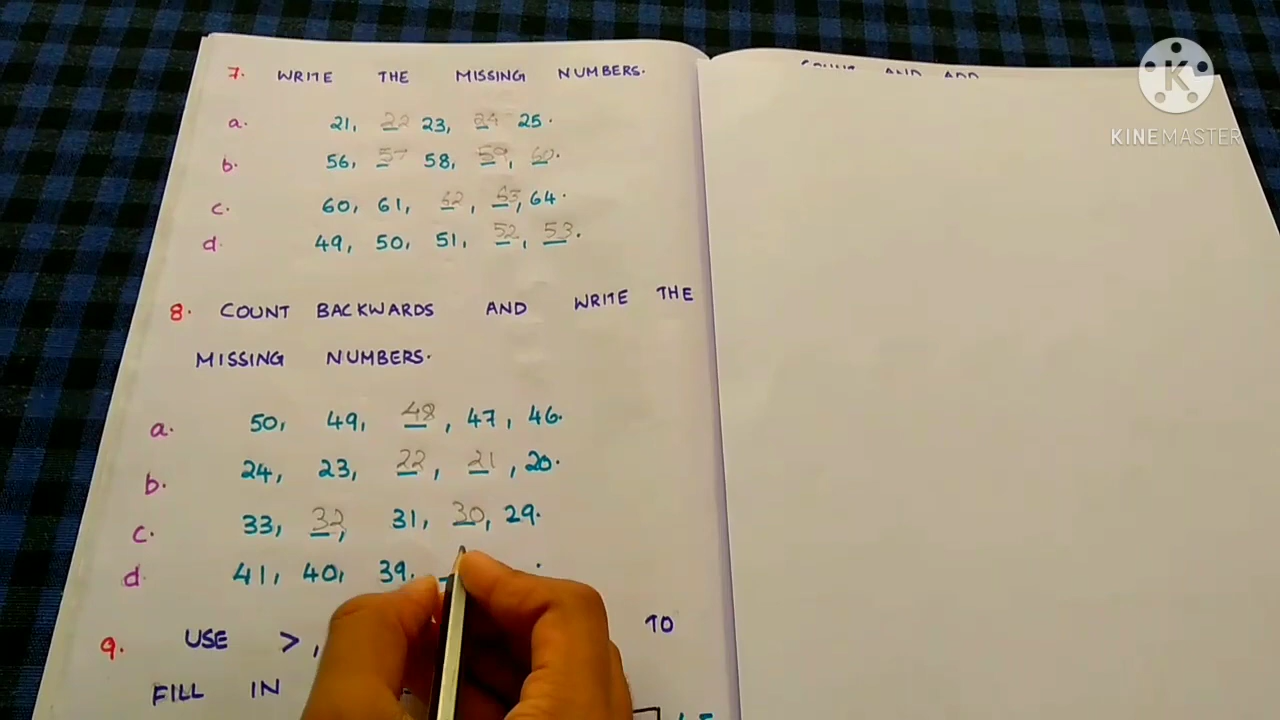 7. WRITE THE MISSING NUMBERS.
a. 21, 22 23, 24 25.
b. 56, 57 58, 59, 60.
c. 60, 61, 62, 63, 64.
d. 49, 50, 51, 52, 53.
8. COUNT BACKWARDS AND WRITE THE
MISSING NUMBERS.
a. 50, 49, 48, 47, 46.
b. 24, 23, 22, 21, 20.
c. 33, 32, 31, 30, 29.
d 41, 40, 39.
9. USE >, TO
FILL IN
K
KINEMASTER